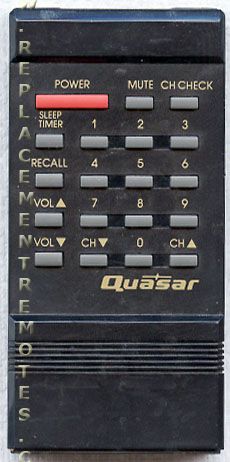 POWER MUTE CH CHECK
SLEEP
TIMER 1 2 3
RECALL 4 5 6
VOL ▲ 7 8 9
VOL ▼ CH ▼ 0 CH ▲
Quasar
.REPLACEMENTREMOTES.